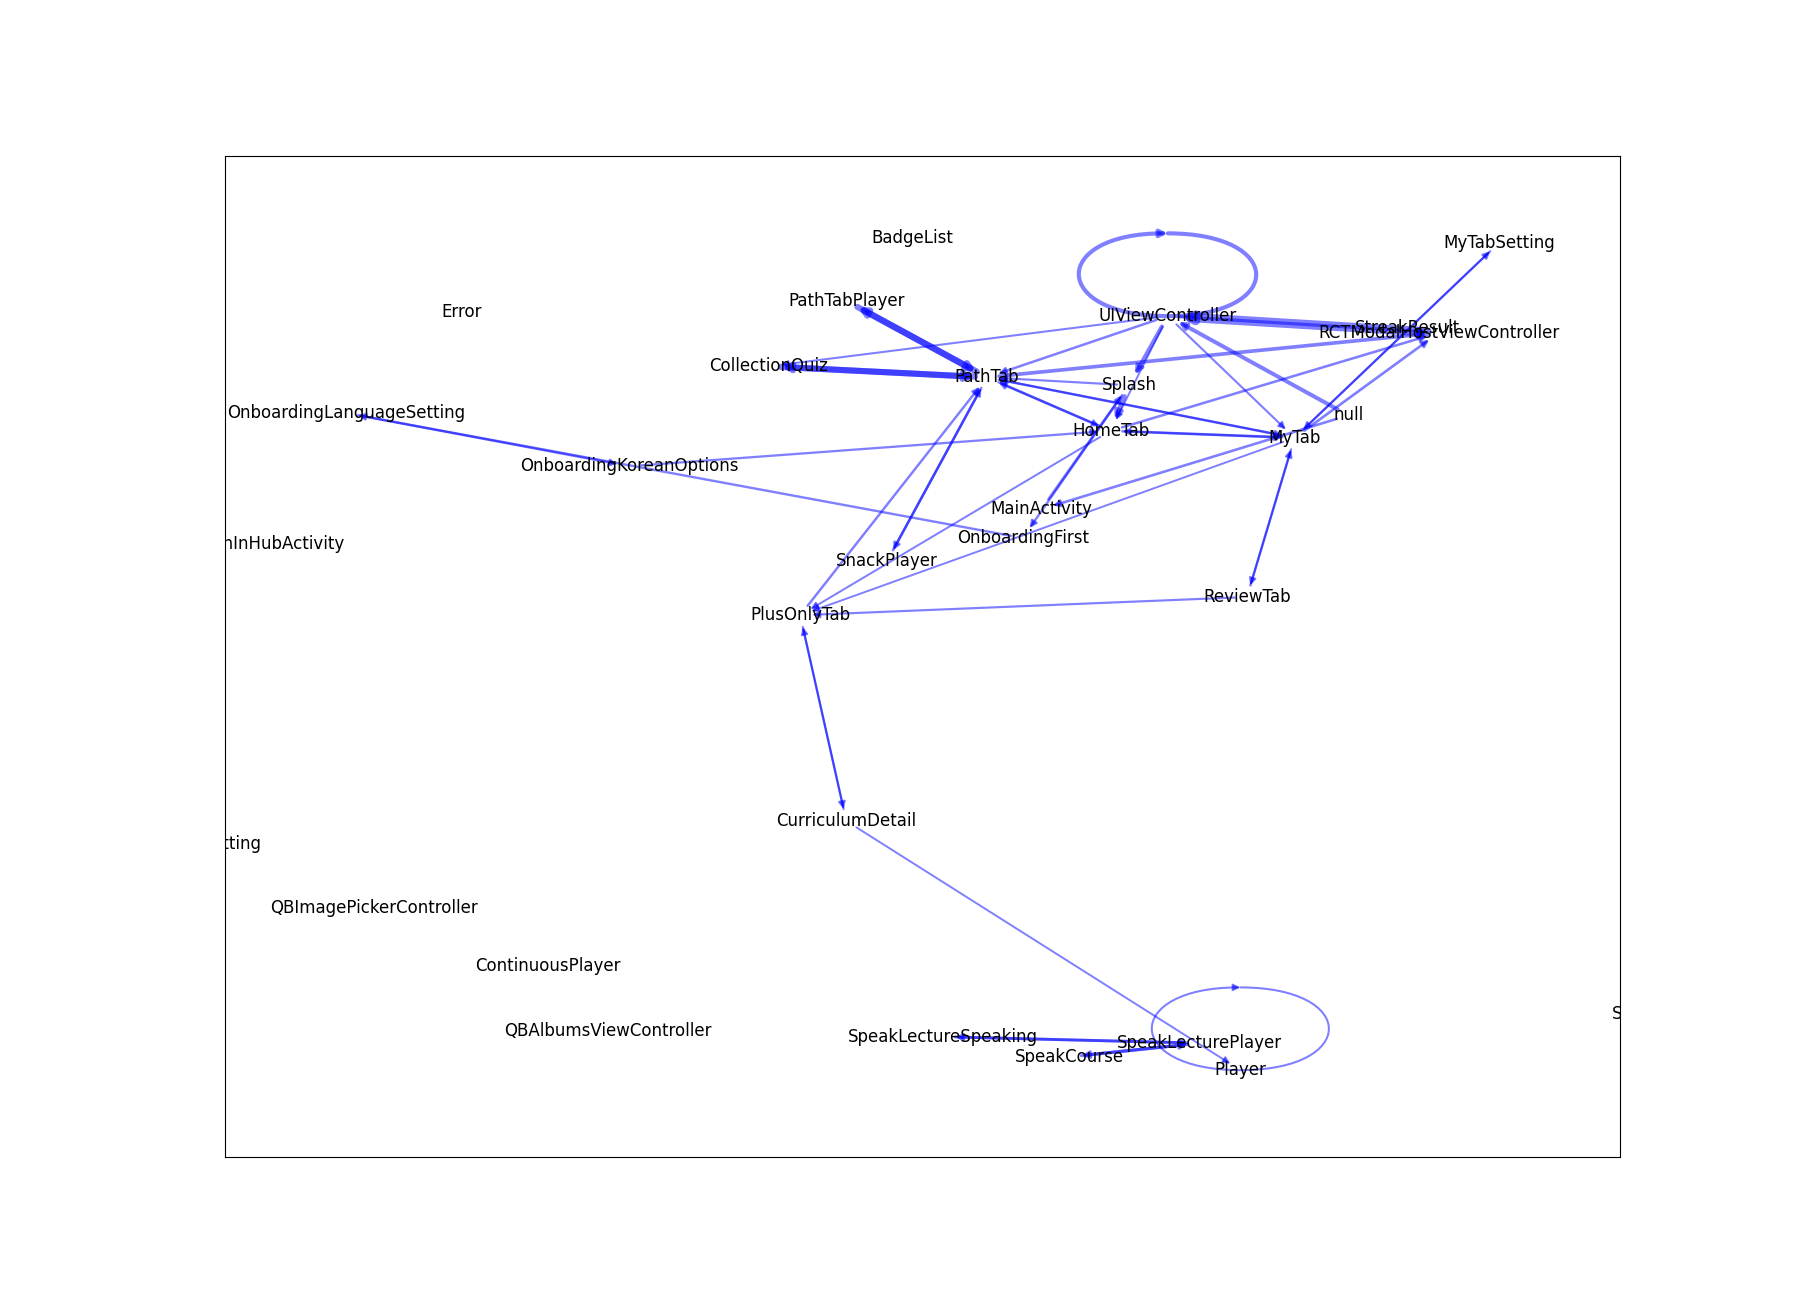 BadgeList
MyTabSetting
PathTabPlayer
Error
UIViewController
StreakResult
RCTModalHostViewController
CollectionQuiz
PathTab
Splash
OnboardingLanguageSetting
null
HomeTab
MyTab
OnboardingKoreanOptions
MainActivity
OnboardingFirst
nInHubActivity
SnackPlayer
ReviewTab
PlusOnlyTab
CurriculumDetail
tting
QBImagePickerController
ContinuousPlayer
S
QBAlbumsViewController
SpeakLectureSpeaking
SpeakLecturePlayer
SpeakCourse
Player